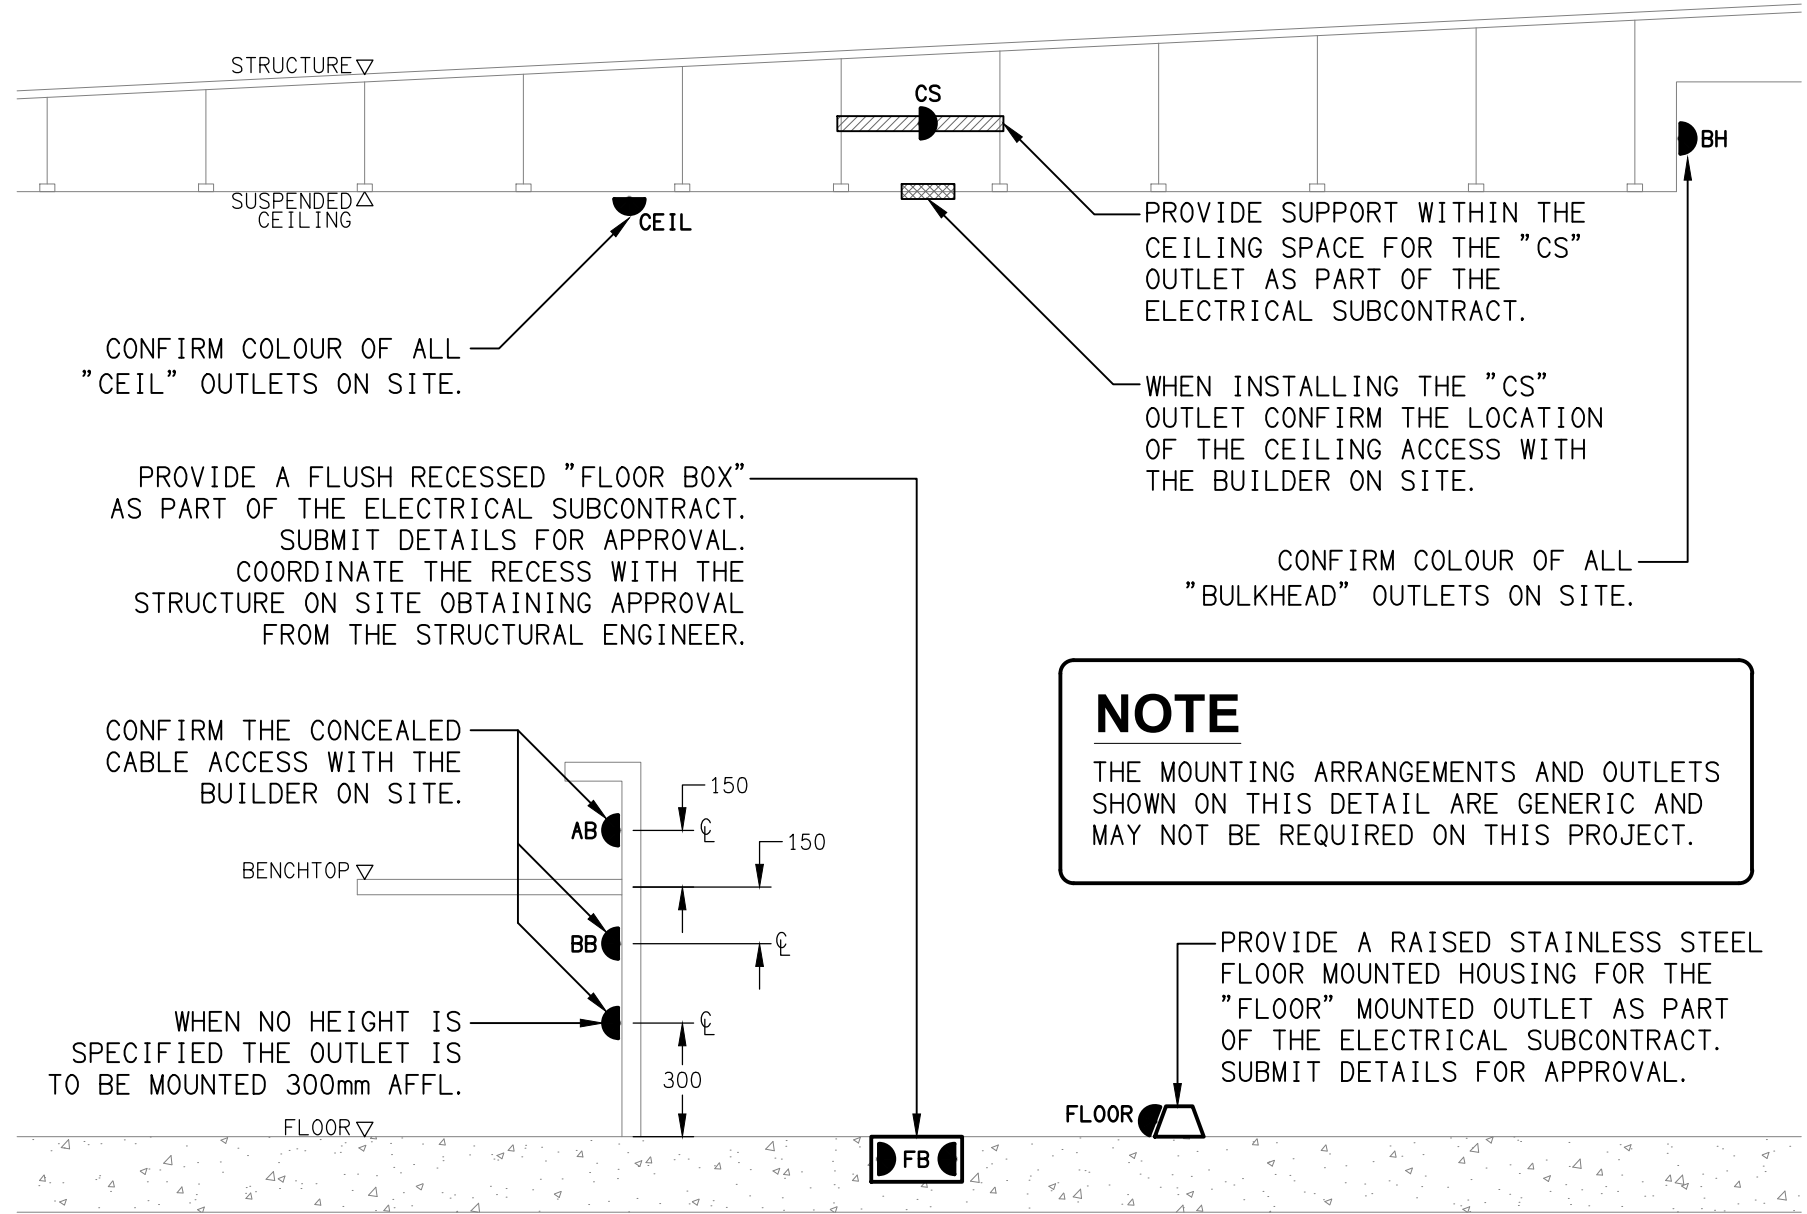 STRUCTURE
CS
BH
SUSPENDED
CEILING
CEIL
PROVIDE SUPPORT WITHIN THE
CEILING SPACE FOR THE "CS"
OUTLET AS PART OF THE
ELECTRICAL SUBCONTRACT.
CONFIRM COLOUR OF ALL
"CEIL" OUTLETS ON SITE.
WHEN INSTALLING THE "CS"
OUTLET CONFIRM THE LOCATION
OF THE CEILING ACCESS WITH
THE BUILDER ON SITE.
PROVIDE A FLUSH RECESSED "FLOOR BOX"
AS PART OF THE ELECTRICAL SUBCONTRACT.
SUBMIT DETAILS FOR APPROVAL.
COORDINATE THE RECESS WITH THE
STRUCTURE ON SITE OBTAINING APPROVAL
FROM THE STRUCTURAL ENGINEER.
CONFIRM COLOUR OF ALL
"BULKHEAD" OUTLETS ON SITE.
NOTE
THE MOUNTING ARRANGEMENTS AND OUTLETS
SHOWN ON THIS DETAIL ARE GENERIC AND
MAY NOT BE REQUIRED ON THIS PROJECT.
CONFIRM THE CONCEALED
CABLE ACCESS WITH THE
BUILDER ON SITE.
150
AB
℄
150
BENCHTOP
BB
℄
WHEN NO HEIGHT IS
SPECIFIED THE OUTLET IS
TO BE MOUNTED 300mm AFFL.
℄
300
PROVIDE A RAISED STAINLESS STEEL
FLOOR MOUNTED HOUSING FOR THE
"FLOOR" MOUNTED OUTLET AS PART
OF THE ELECTRICAL SUBCONTRACT.
SUBMIT DETAILS FOR APPROVAL.
FLOOR
FLOOR
FB